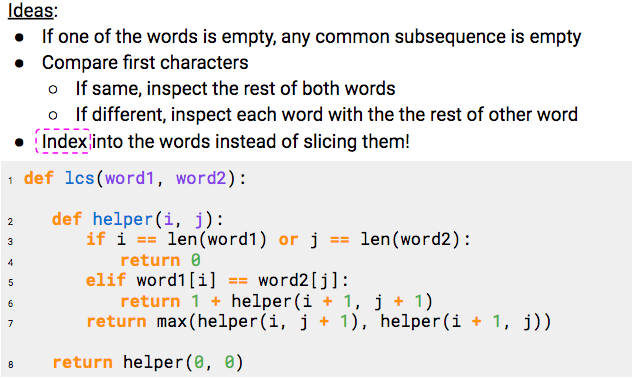 Ideas:
● If one of the words is empty, any common subsequence is empty
● Compare first characters
○ If same, inspect the rest of both words
○ If different, inspect each word with the the rest of other word
● Index into the words instead of slicing them!
1 def lcs(word1, word2):
2 def helper(i, j):
3 if i == len(word1) or j == len(word2):
4 return 0
5 elif word1[i] == word2[j]:
6 return 1 + helper(i + 1, j + 1)
7 return max(helper(i, j + 1), helper(i + 1, j))
8 return helper(0, 0)